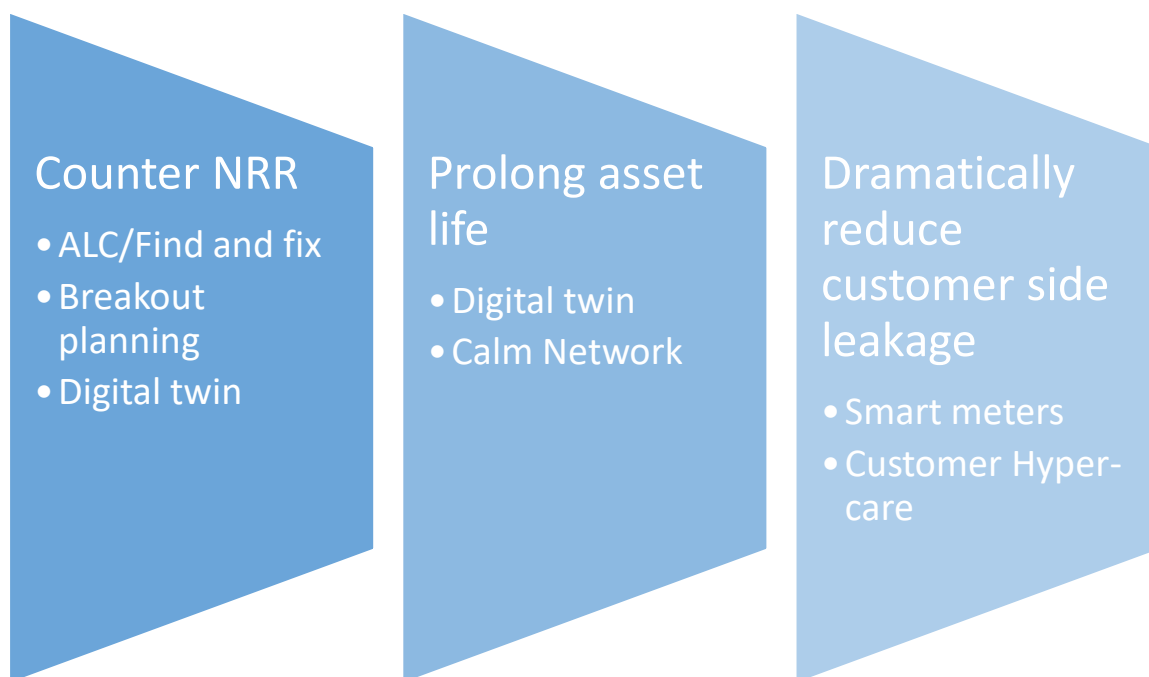 Counter NRR
• ALC/Find and fix
• Breakout
planning
• Digital twin
Prolong asset
life
• Digital twin
• Calm Network
Dramatically
reduce
customer side
leakage
• Smart meters
• Customer Hyper-
care